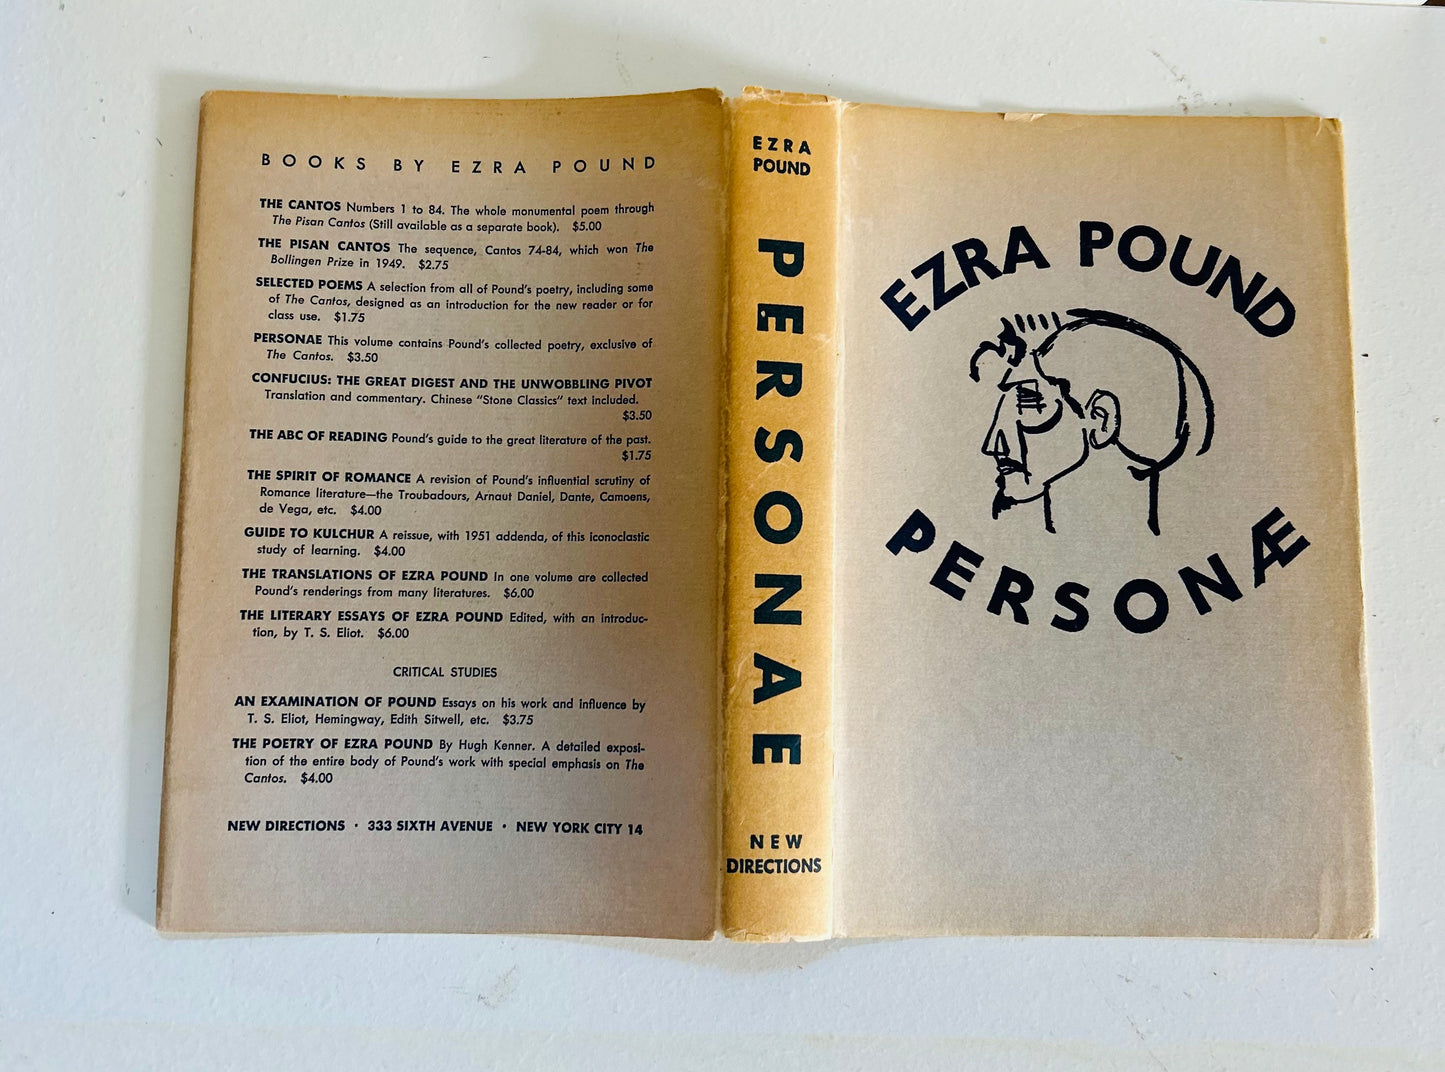 BOOKS BY EZRA POUND
THE CANTOS Numbers 1 to 84. The whole monumental poem through
The Pisan Cantos (Still available as a separate book). $5.00
THE PISAN CANTOS The sequence, Cantos 74-84, which won The
Bollingen Prize in 1949. $2.75
SELECTED POEMS A selection from all of Pound's poetry, including some
of The Cantos, designed as an introduction for the new reader or for
class use. $1.75
PERSONAE This volume contains Pound's collected poetry, exclusive of
The Cantos. $3.50
CONFUCIUS: THE GREAT DIGEST AND THE UNWOBBLING PIVOT
Translation and commentary. Chinese "Stone Classics" text included.
$3.50
THE ABC OF READING Pound's guide to the great literature of the past.
$1.75
THE SPIRIT OF ROMANCE A revision of Pound's influential scrutiny of
Romance literature—the Troubadours, Arnaut Daniel, Dante, Camoens,
de Vega, etc. $4.00
GUIDE TO KULCHUR A reissue, with 1951 addenda, of this iconoclastic
study of learning. $4.00
THE TRANSLATIONS OF EZRA POUND In one volume are collected
Pound's renderings from many literatures. $6.00
THE LITERARY ESSAYS OF EZRA POUND Edited, with an introduc-
tion, by T. S. Eliot. $6.00
CRITICAL STUDIES
AN EXAMINATION OF POUND Essays on his work and influence by
T. S. Eliot, Hemingway, Edith Sitwell, etc. $3.75
THE POETRY OF EZRA POUND By Hugh Kenner. A detailed exposi-
tion of the entire body of Pound's work with special emphasis on The
Cantos. $4.00
NEW DIRECTIONS · 333 SIXTH AVENUE · NEW YORK CITY 14
EZRA
POUND
PERSONAE
NEW
DIRECTIONS
EZRA POUND
PERSONÆ